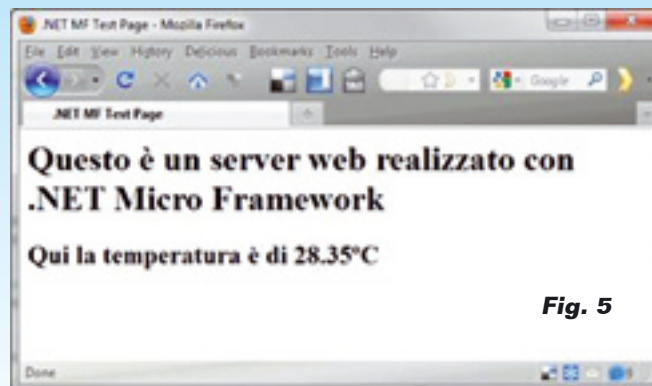 .NET MF Test Page - Mozilla Firefox
File Edit View History Delicious Bookmarks Tools Help
Google
.NET MF Test Page
Questo è un server web realizzato con
.NET Micro Framework
Qui la temperatura è di 28.35°C
Fig. 5
Done